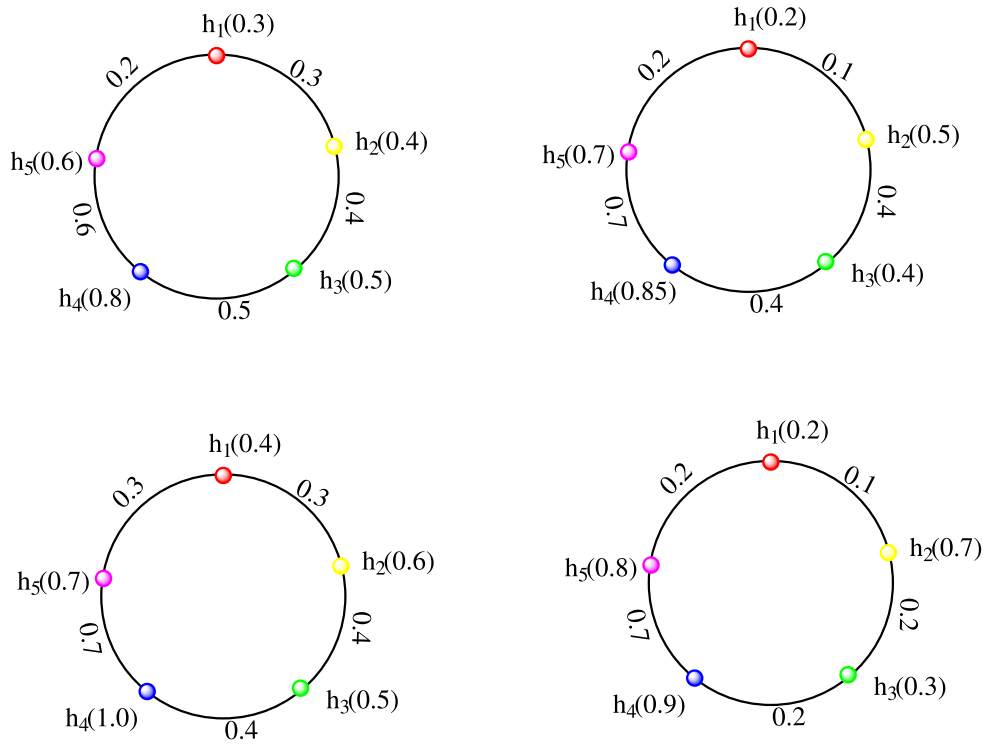 h₁(0.3)
0.2
0.3
h₅(0.6)
h₂(0.4)
0.6
0.4
h₄(0.8)
h₃(0.5)
0.5
h₁(0.2)
0.2
0.1
h₅(0.7)
h₂(0.5)
0.7
0.4
h₄(0.85)
h₃(0.4)
0.4
h₁(0.4)
0.3
0.3
h₅(0.7)
h₂(0.6)
0.7
0.4
h₄(1.0)
h₃(0.5)
0.4
h₁(0.2)
0.2
0.1
h₅(0.8)
h₂(0.7)
0.7
0.2
h₄(0.9)
h₃(0.3)
0.2